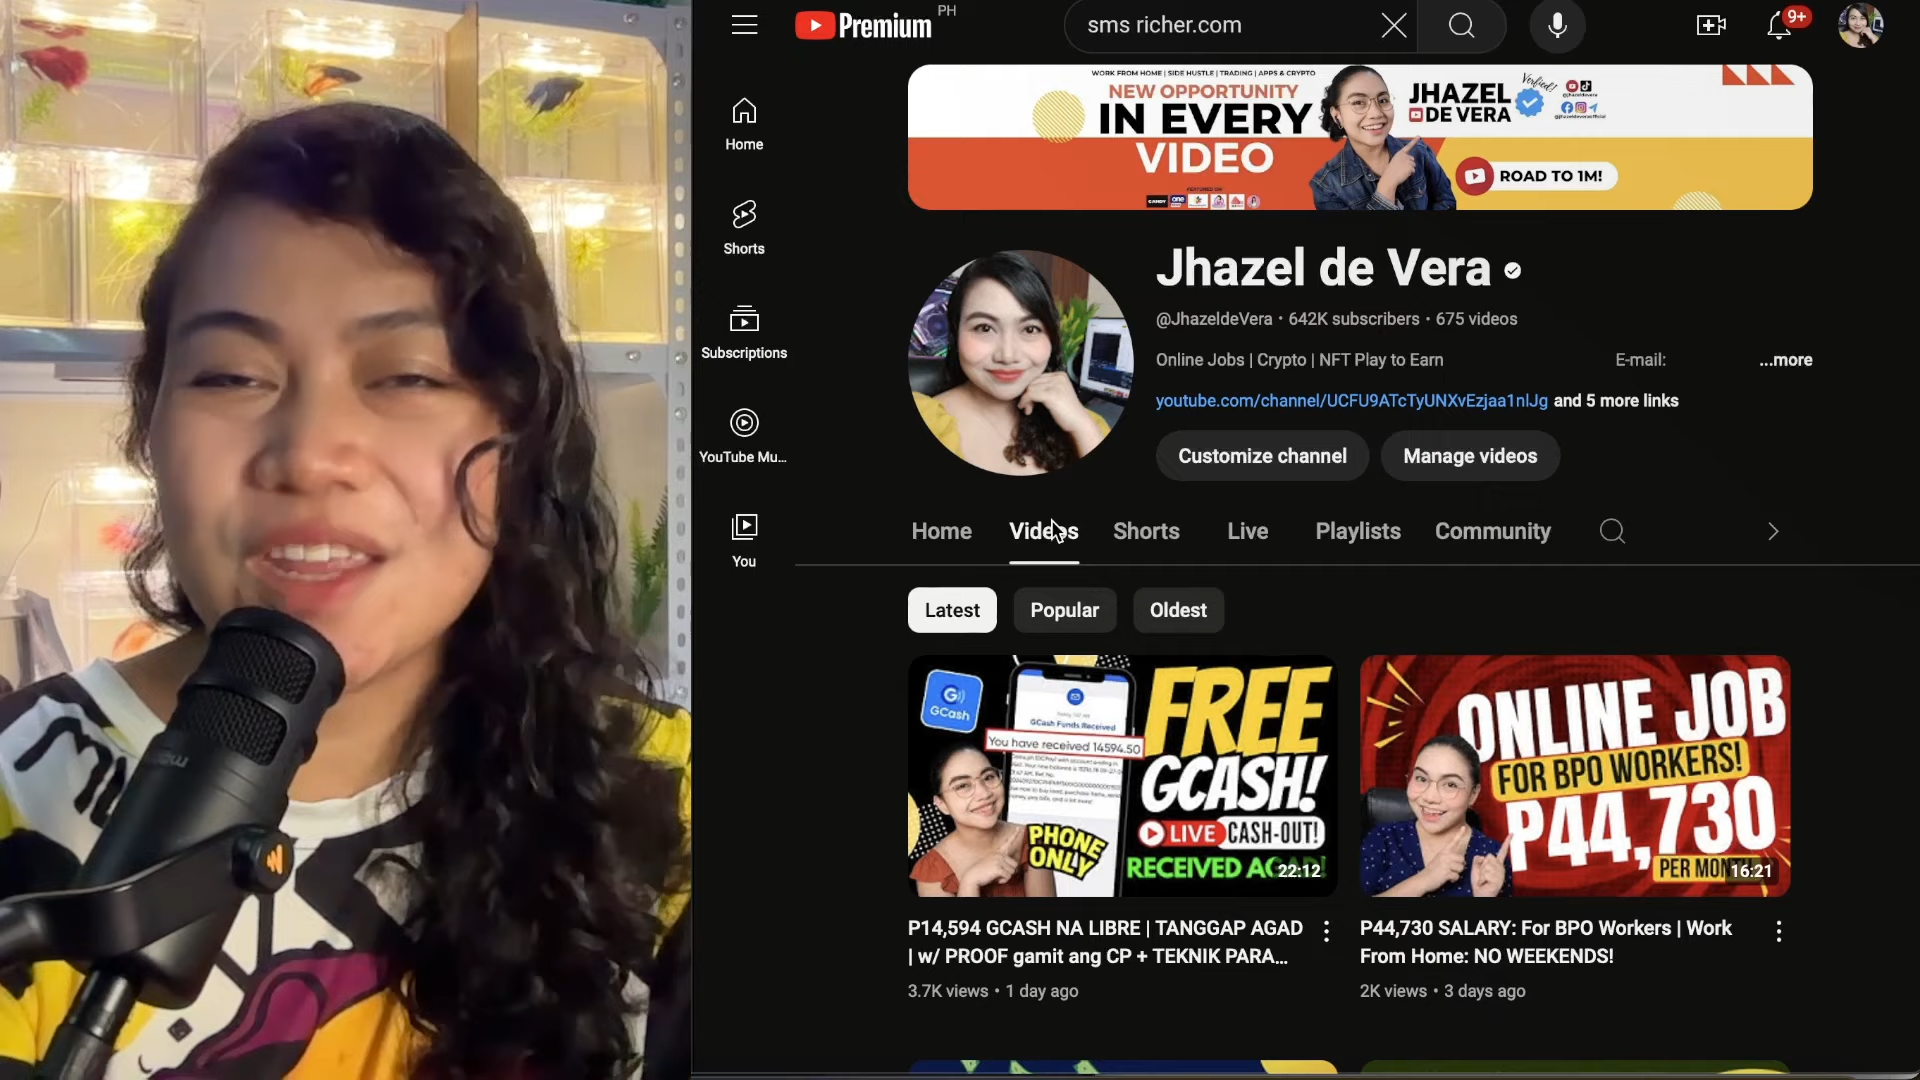 Premium
PH
sms richer.com
9+
Home
Shorts
Subscriptions
YouTube Mu...
You
WORK FROM HOME | SIDE HUSTLE | TRADING | APPS & CRYPTO
NEW OPPORTUNITY
IN EVERY
VIDEO
JHAZEL
DE VERA
Verified!
ROAD TO 1M!
Jhazel de Vera
@JhazeldeVera • 642K subscribers • 675 videos
Online Jobs | Crypto | NFT Play to Earn E-mail: ...more
youtube.com/channel/UCFU9ATcTyUNXvEzjaa1nlJg and 5 more links
Customize channel
Manage videos
Home Videos Shorts Live Playlists Community
Latest Popular Oldest
GCash
GCash Funds Received
You have received 14594.50
FREE
GCASH!
LIVE CASH-OUT!
PHONE
ONLY
22:12
ONLINE JOB
FOR BPO WORKERS!
P44,730
16:21
P14,594 GCASH NA LIBRE | TANGGAP AGAD
| w/ PROOF gamit ang CP + TEKNIK PARA...
3.7K views • 1 day ago
P44,730 SALARY: For BPO Workers | Work
From Home: NO WEEKENDS!
2K views • 3 days ago